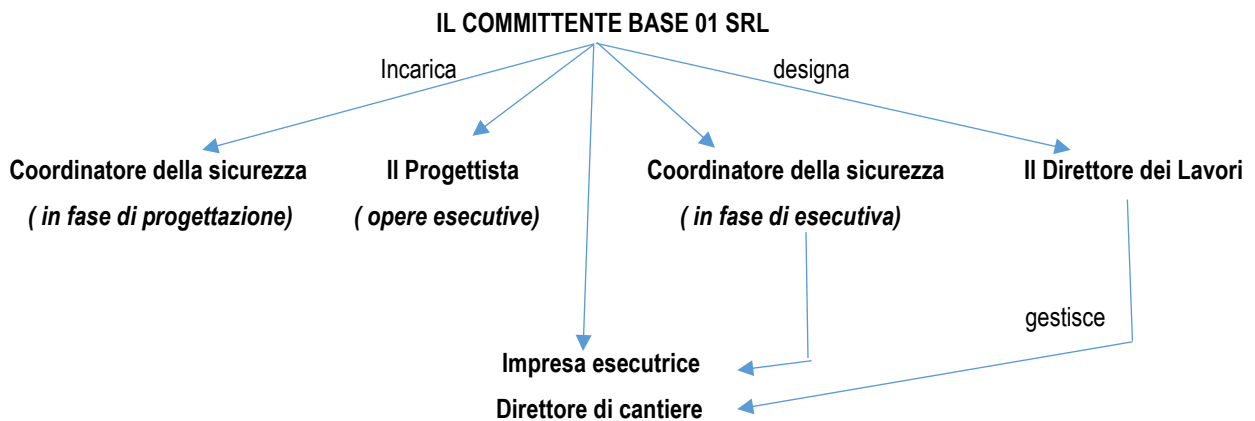 IL COMMITTENTE BASE 01 SRL
Incarica
designa
Coordinatore della sicurezza
( in fase di progettazione)
Il Progettista
( opere esecutive)
Coordinatore della sicurezza
( in fase di esecutiva)
Il Direttore dei Lavori
gestisce
Impresa esecutrice
Direttore di cantiere